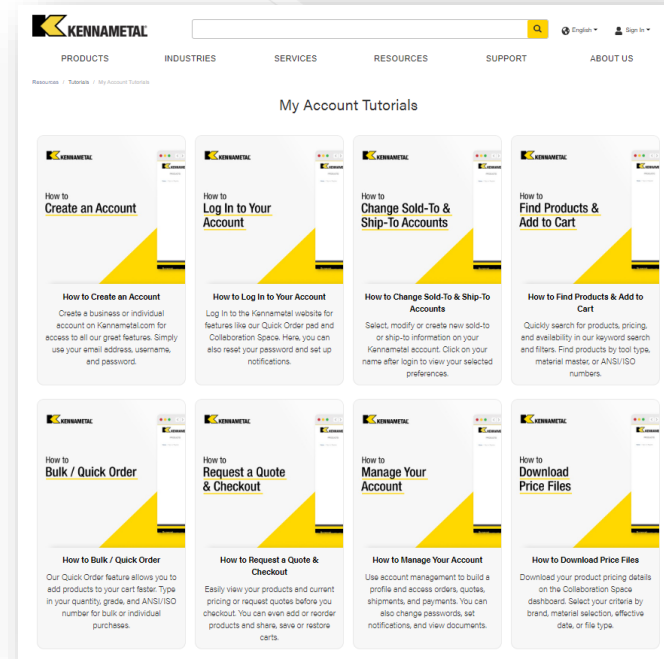 KENNAMETAL
English
Sign In
PRODUCTS INDUSTRIES SERVICES RESOURCES SUPPORT ABOUT US
Resources / Tutorials / My Account Tutorials
My Account Tutorials
KENNAMETAL
How to
Create an Account
How to Create an Account
Create a business or individual
account on Kennametal.com for
access to all our great features. Simply
use your email address, username,
and password.
KENNAMETAL
How to
Log In to Your
Account
How to Log In to Your Account
Log In to the Kennametal website for
features like our Quick Order pad and
Collaboration Space. Here, you can
also reset your password and set up
notifications.
KENNAMETAL
How to
Change Sold-To &
Ship-To Accounts
How to Change Sold-To & Ship-To
Accounts
Select, modify or create new sold-to
or ship-to information on your
Kennametal account. Click on your
name after login to view your selected
preferences.
KENNAMETAL
How to
Find Products &
Add to Cart
How to Find Products & Add to
Cart
Quickly search for products, pricing,
and availability in our keyword search
and filters. Find products by tool type,
material master, or ANSI/ISO
numbers.
KENNAMETAL
How to
Bulk / Quick Order
How to Bulk / Quick Order
Our Quick Order feature allows you to
add products to your cart faster. Type
in your quantity, grade, and ANSI/ISO
number for bulk or individual
purchases.
KENNAMETAL
How to
Request a Quote
& Checkout
How to Request a Quote &
Checkout
Easily view your products and current
pricing or request quotes before you
checkout. You can even add or reorder
products and share, save or restore
carts.
KENNAMETAL
How to
Manage Your
Account
How to Manage Your Account
Use account management to build a
profile and access orders, quotes,
shipments, and payments. You can
also change passwords, set
notifications, and view documents.
KENNAMETAL
How to
Download
Price Files
How to Download Price Files
Download your product pricing details
on the Collaboration Space
dashboard. Select your criteria by
brand, material selection, effective
date, or file type.